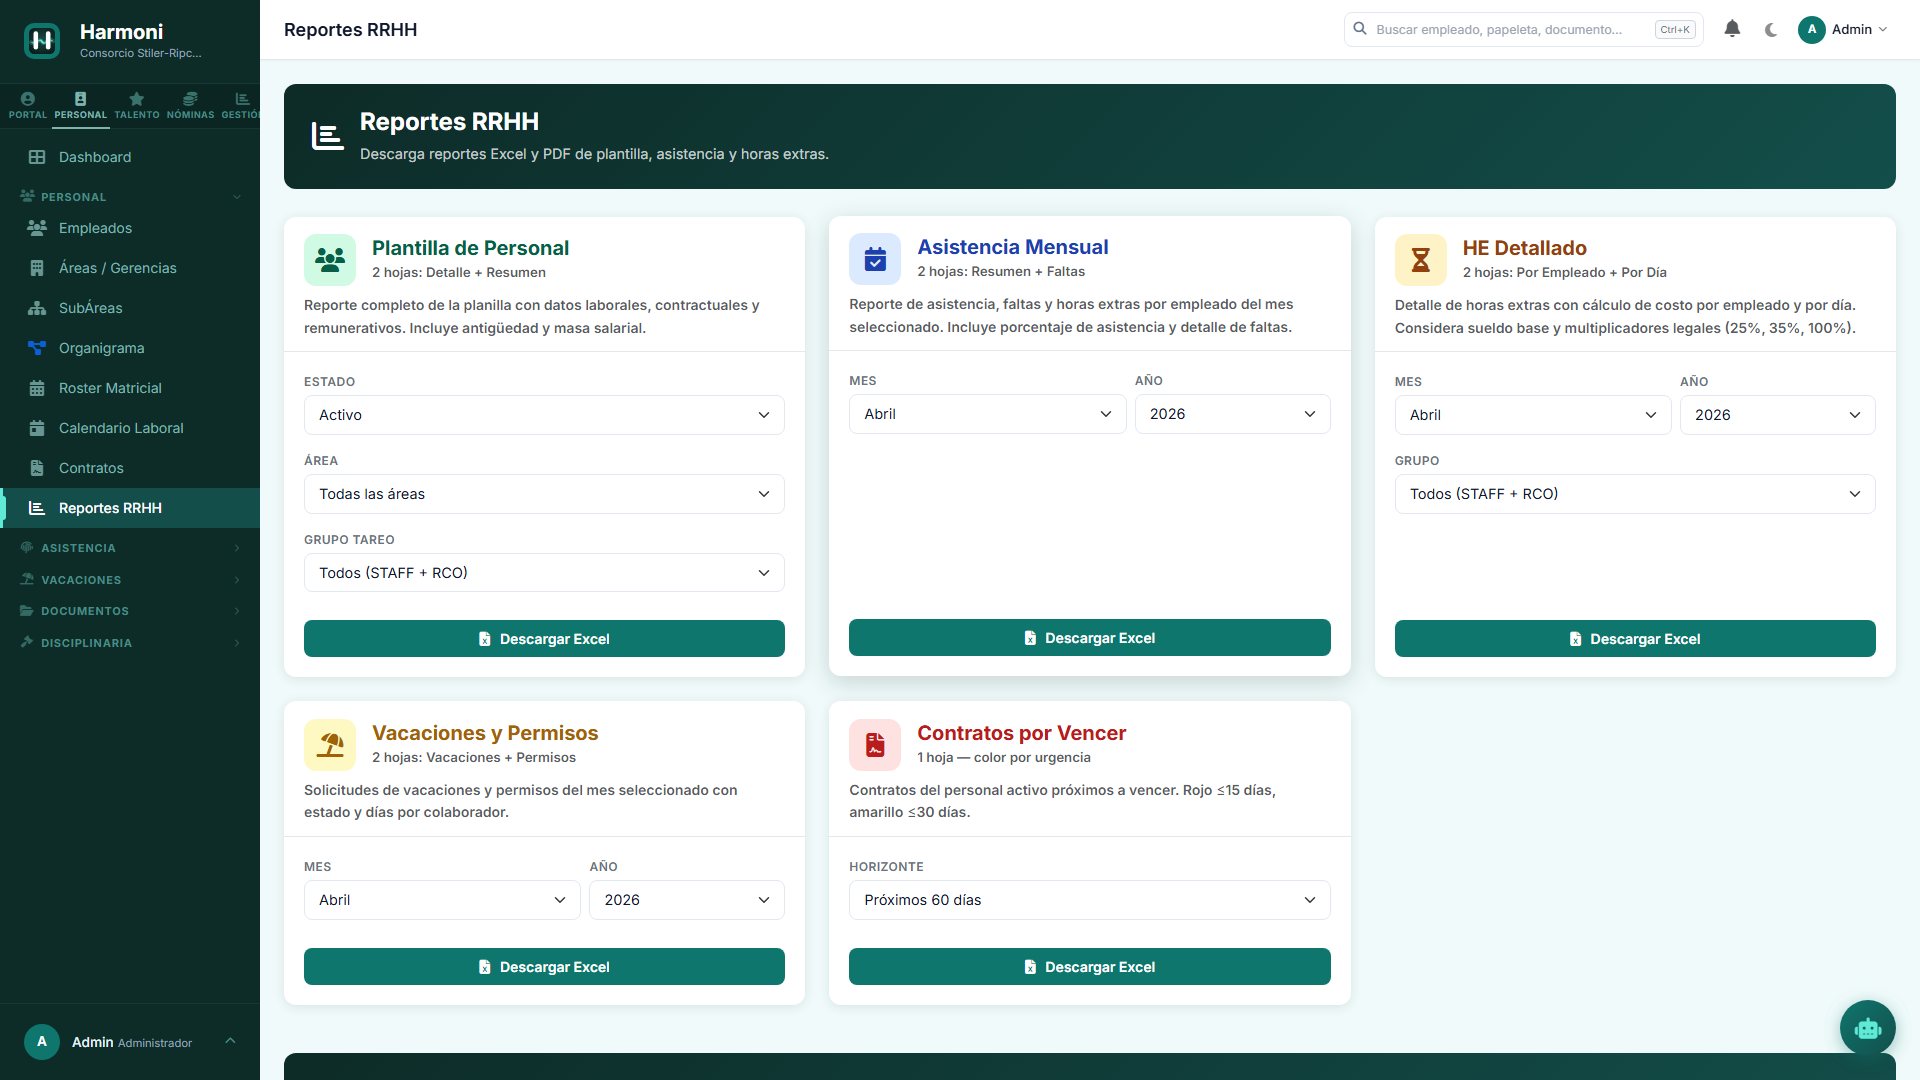 Harmoni
Consorcio Stiler-Ripc...
PORTAL
PERSONAL
TALENTO
NÓMINAS
GESTIÓN
Dashboard
PERSONAL
Empleados
Áreas / Gerencias
SubÁreas
Organigrama
Roster Matricial
Calendario Laboral
Contratos
Reportes RRHH
ASISTENCIA
VACACIONES
DOCUMENTOS
DISCIPLINARIA
A
Admin Administrador
Reportes RRHH
Buscar empleado, papeleta, documento...
Ctrl+K
A
Admin
Reportes RRHH
Descarga reportes Excel y PDF de plantilla, asistencia y horas extras.
Plantilla de Personal
2 hojas: Detalle + Resumen
Reporte completo de la planilla con datos laborales, contractuales y
remunerativos. Incluye antigüedad y masa salarial.
ESTADO
Activo
ÁREA
Todas las áreas
GRUPO TAREO
Todos (STAFF + RCO)
Descargar Excel
Asistencia Mensual
2 hojas: Resumen + Faltas
Reporte de asistencia, faltas y horas extras por empleado del mes
seleccionado. Incluye porcentaje de asistencia y detalle de faltas.
MES
AÑO
Abril
2026
Descargar Excel
HE Detallado
2 hojas: Por Empleado + Por Día
Detalle de horas extras con cálculo de costo por empleado y por día.
Considera sueldo base y multiplicadores legales (25%, 35%, 100%).
MES
AÑO
Abril
2026
GRUPO
Todos (STAFF + RCO)
Descargar Excel
Vacaciones y Permisos
2 hojas: Vacaciones + Permisos
Solicitudes de vacaciones y permisos del mes seleccionado con
estado y días por colaborador.
MES
AÑO
Abril
2026
Descargar Excel
Contratos por Vencer
1 hoja — color por urgencia
Contratos del personal activo próximos a vencer. Rojo ≤15 días,
amarillo ≤30 días.
HORIZONTE
Próximos 60 días
Descargar Excel